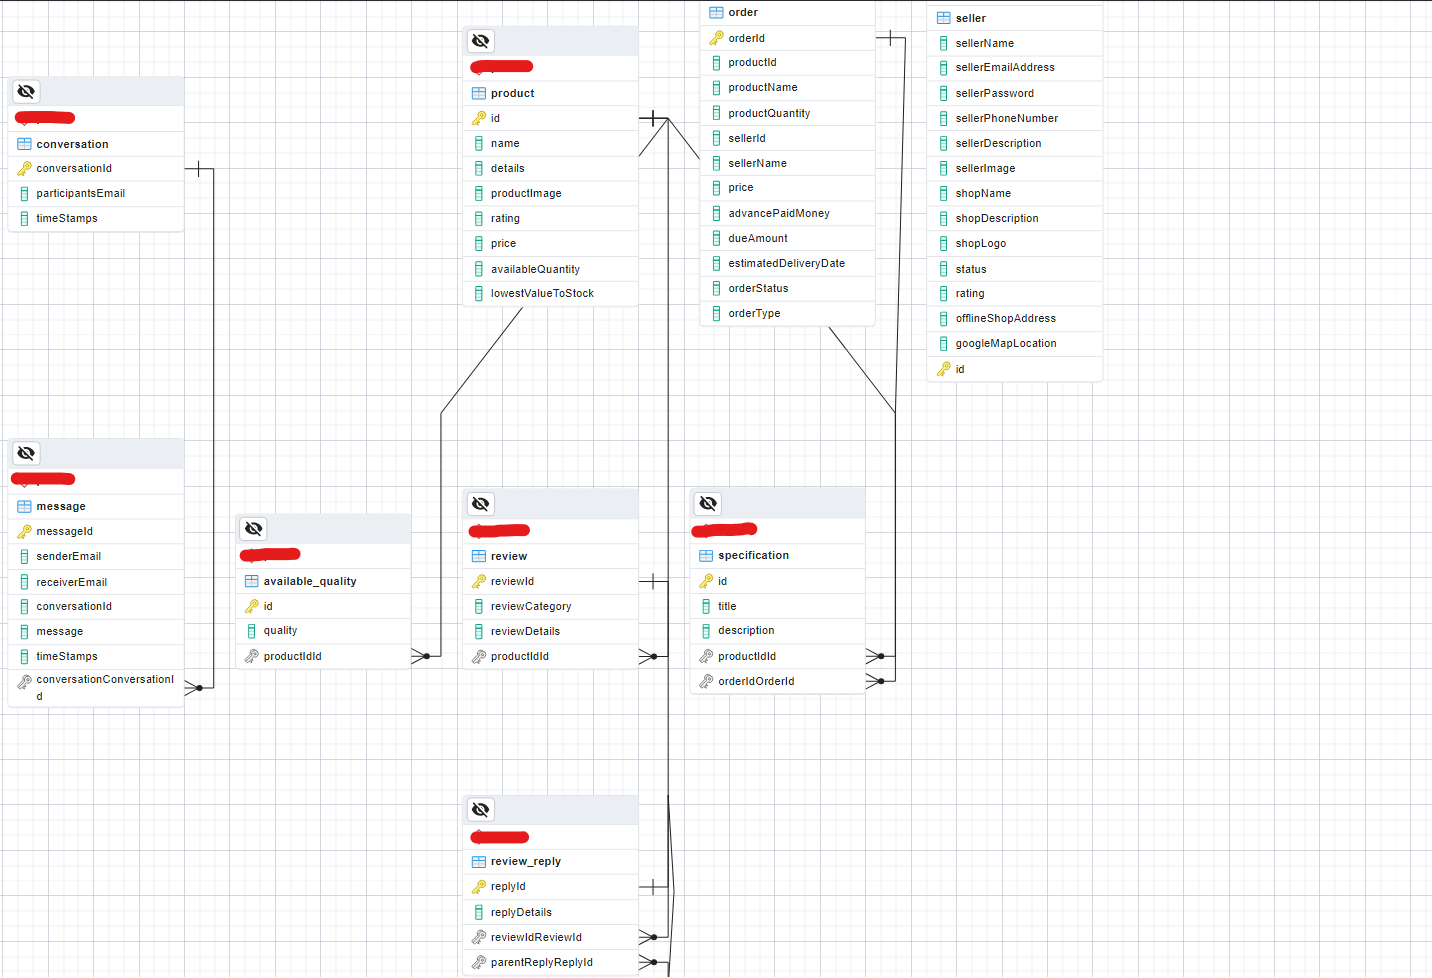 conversation
conversationId
participantsEmail
timeStamps
message
messageId
senderEmail
receiverEmail
conversationId
message
timeStamps
conversationConversationI
d
available_quality
id
quality
productIdId
product
id
name
details
productImage
rating
price
availableQuantity
lowestValueToStock
review
reviewId
reviewCategory
reviewDetails
productIdId
review_reply
replyId
replyDetails
reviewIdReviewId
parentReplyReplyId
order
orderId
productId
productName
productQuantity
sellerId
sellerName
price
advancePaidMoney
dueAmount
estimatedDeliveryDate
orderStatus
orderType
specification
id
title
description
productIdId
orderIdOrderId
seller
sellerName
sellerEmailAddress
sellerPassword
sellerPhoneNumber
sellerDescription
sellerImage
shopName
shopDescription
shopLogo
status
rating
offlineShopAddress
googleMapLocation
id